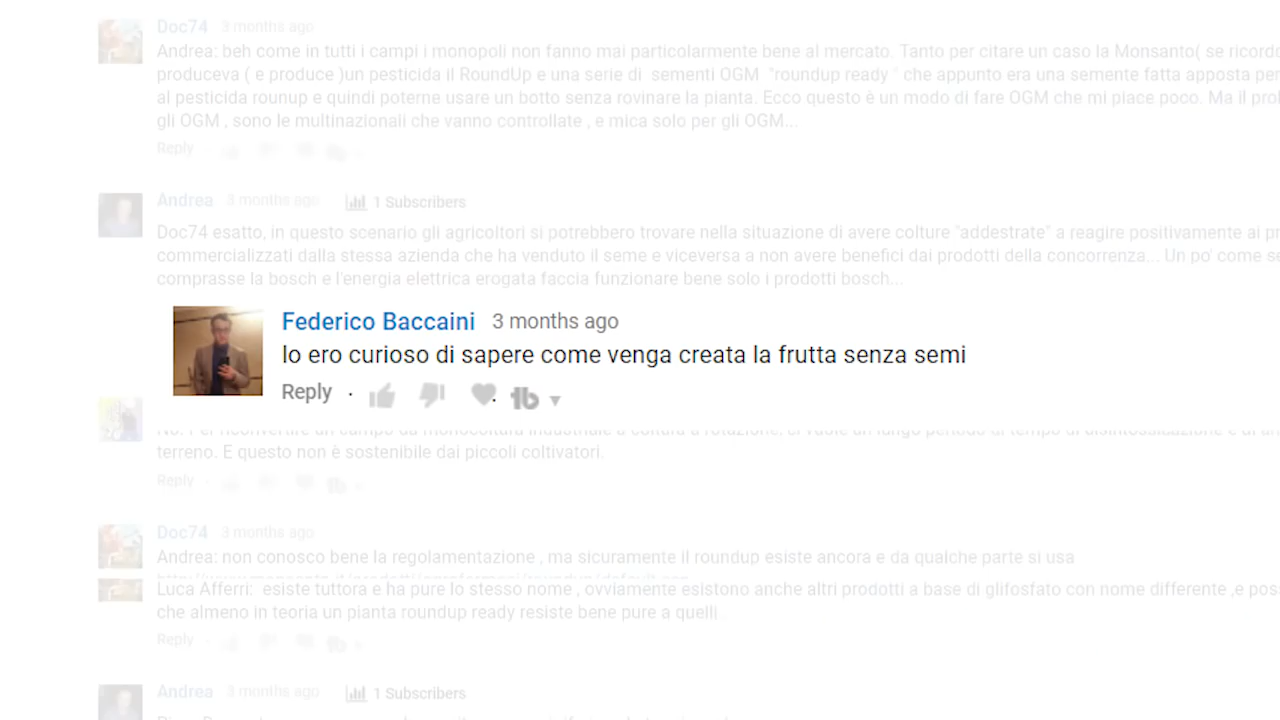 Doc74 3 months ago
Andrea: beh come in tutti i campi i monopoli non fanno mai particolarmente bene al mercato. Tanto per citare un caso la Monsanto( se ricordo
produceva ( e produce )un pesticida il RoundUp e una serie di sementi OGM "roundup ready " che appunto era una semente fatta apposta per
al pesticida rounup e quindi poterne usare un botto senza rovinare la pianta. Ecco questo è un modo di fare OGM che mi piace poco. Ma il
gli OGM , sono le multinazionali che vanno controllate , e mica solo per gli OGM...
Reply
Andrea 3 months ago 1 Subscribers
Doc74 esatto, in questo scenario gli agricoltori si potrebbero trovare nella situazione di avere colture "addestrate" a reagire positivamente ai
commercializzati dalla stessa azienda che ha venduto il seme e viceversa a non avere benefici dai prodotti della concorrenza... Un po' come se
comprasse la bosch e l'energia elettrica erogata faccia funzionare bene solo i prodotti bosch...
Federico Baccaini 3 months ago
Io ero curioso di sapere come venga creata la frutta senza semi
Reply
terreno. E questo non è sostenibile dai piccoli coltivatori.
Reply
Doc74 3 months ago
Andrea: non conosco bene la regolamentazione , ma sicuramente il roundup esiste ancora e da qualche parte si usa
Luca Afferri: esiste tuttora e ha pure lo stesso nome , ovviamente esistono anche altri prodotti a base di glifosfato con nome differente ,e
che almeno in teoria un pianta roundup ready resiste bene pure a quelli
Reply
Andrea 3 months ago 1 Subscribers